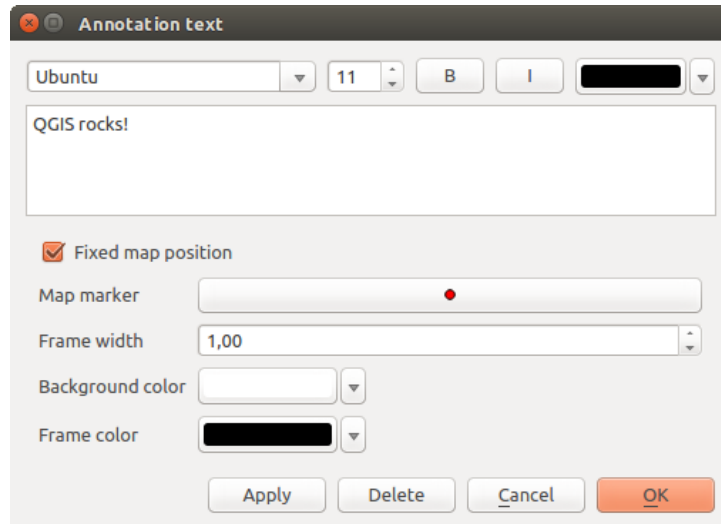 Annotation text
Ubuntu 11 B I
QGIS rocks!
Fixed map position
Map marker
Frame width 1,00
Background color
Frame color
Apply Delete Cancel OK